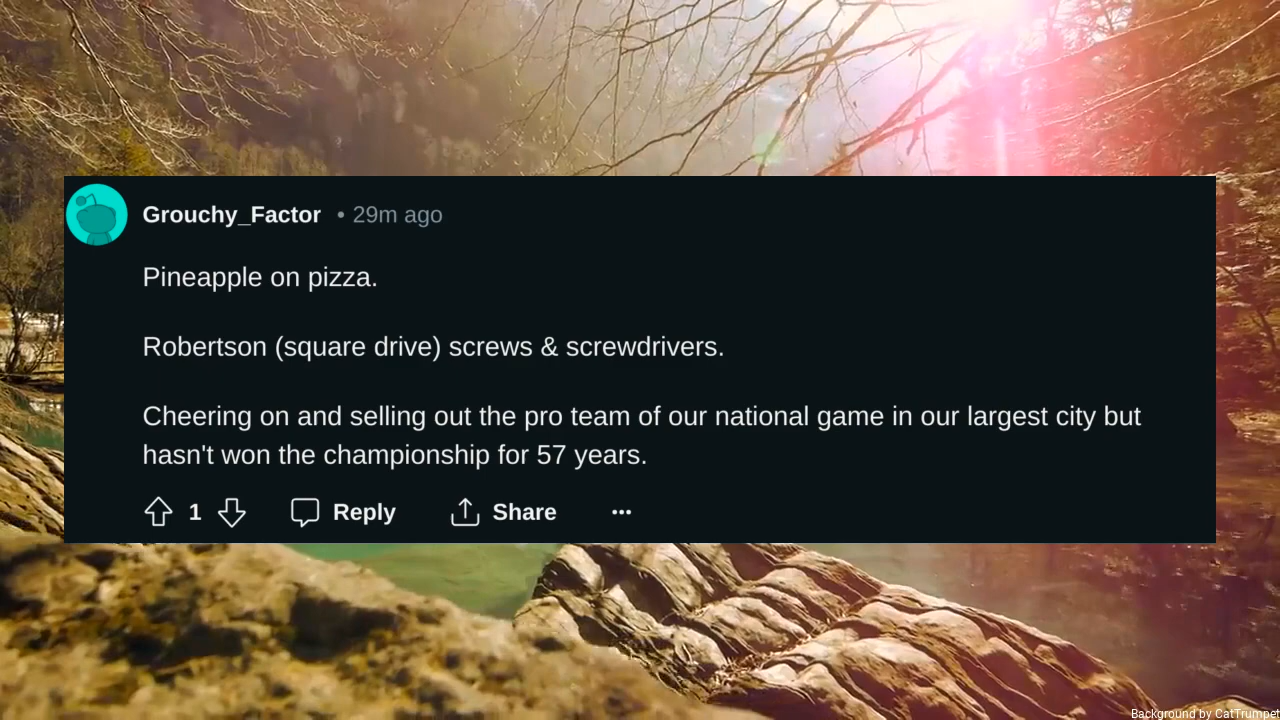 Grouchy_Factor • 29m ago
Pineapple on pizza.
Robertson (square drive) screws & screwdrivers.
Cheering on and selling out the pro team of our national game in our largest city but
hasn't won the championship for 57 years.
1 Reply Share ...
Background by CatTrumpet